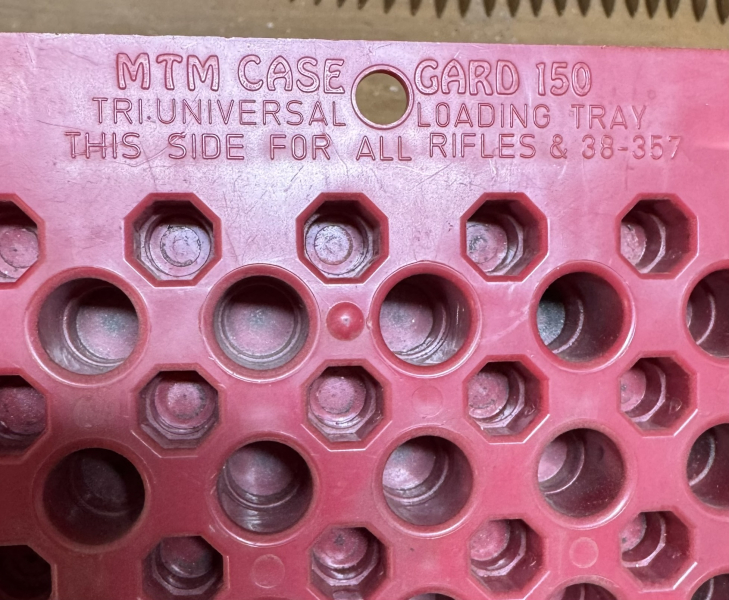 MTM CASE GARD 150
TRI-UNIVERSAL LOADING TRAY
THIS SIDE FOR ALL RIFLES & 38-357